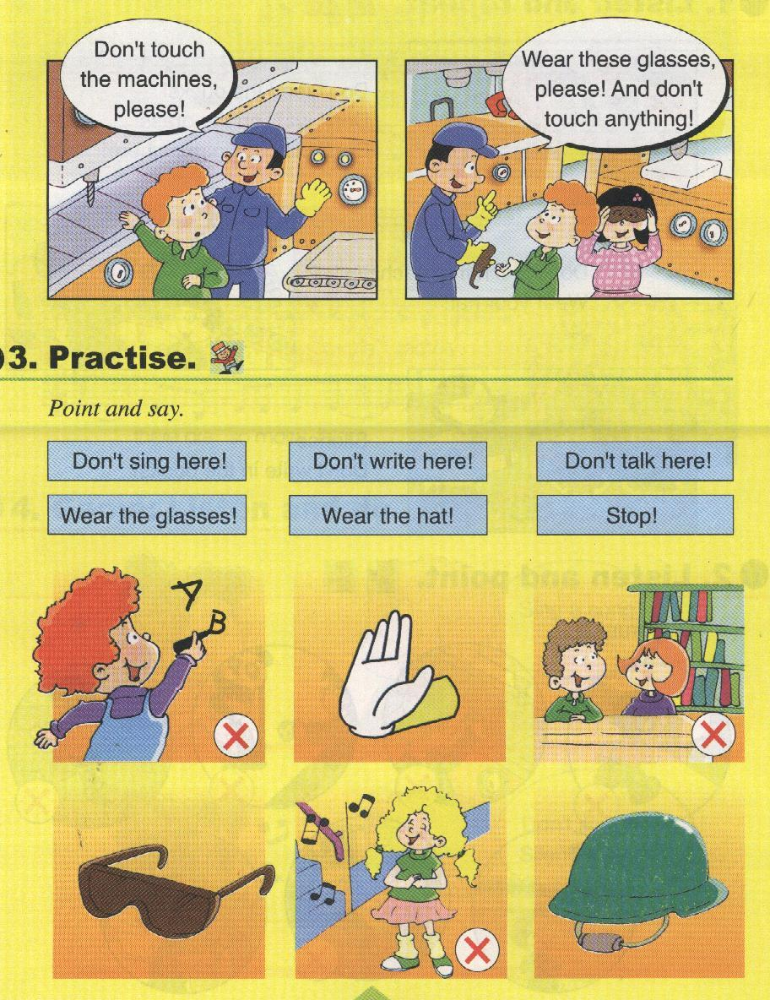 Don't touch
the machines,
please!
Wear these glasses,
please! And don't
touch anything!
3. Practise.
Point and say.
Don't sing here!
Don't write here!
Don't talk here!
Wear the glasses!
Wear the hat!
Stop!
A
B